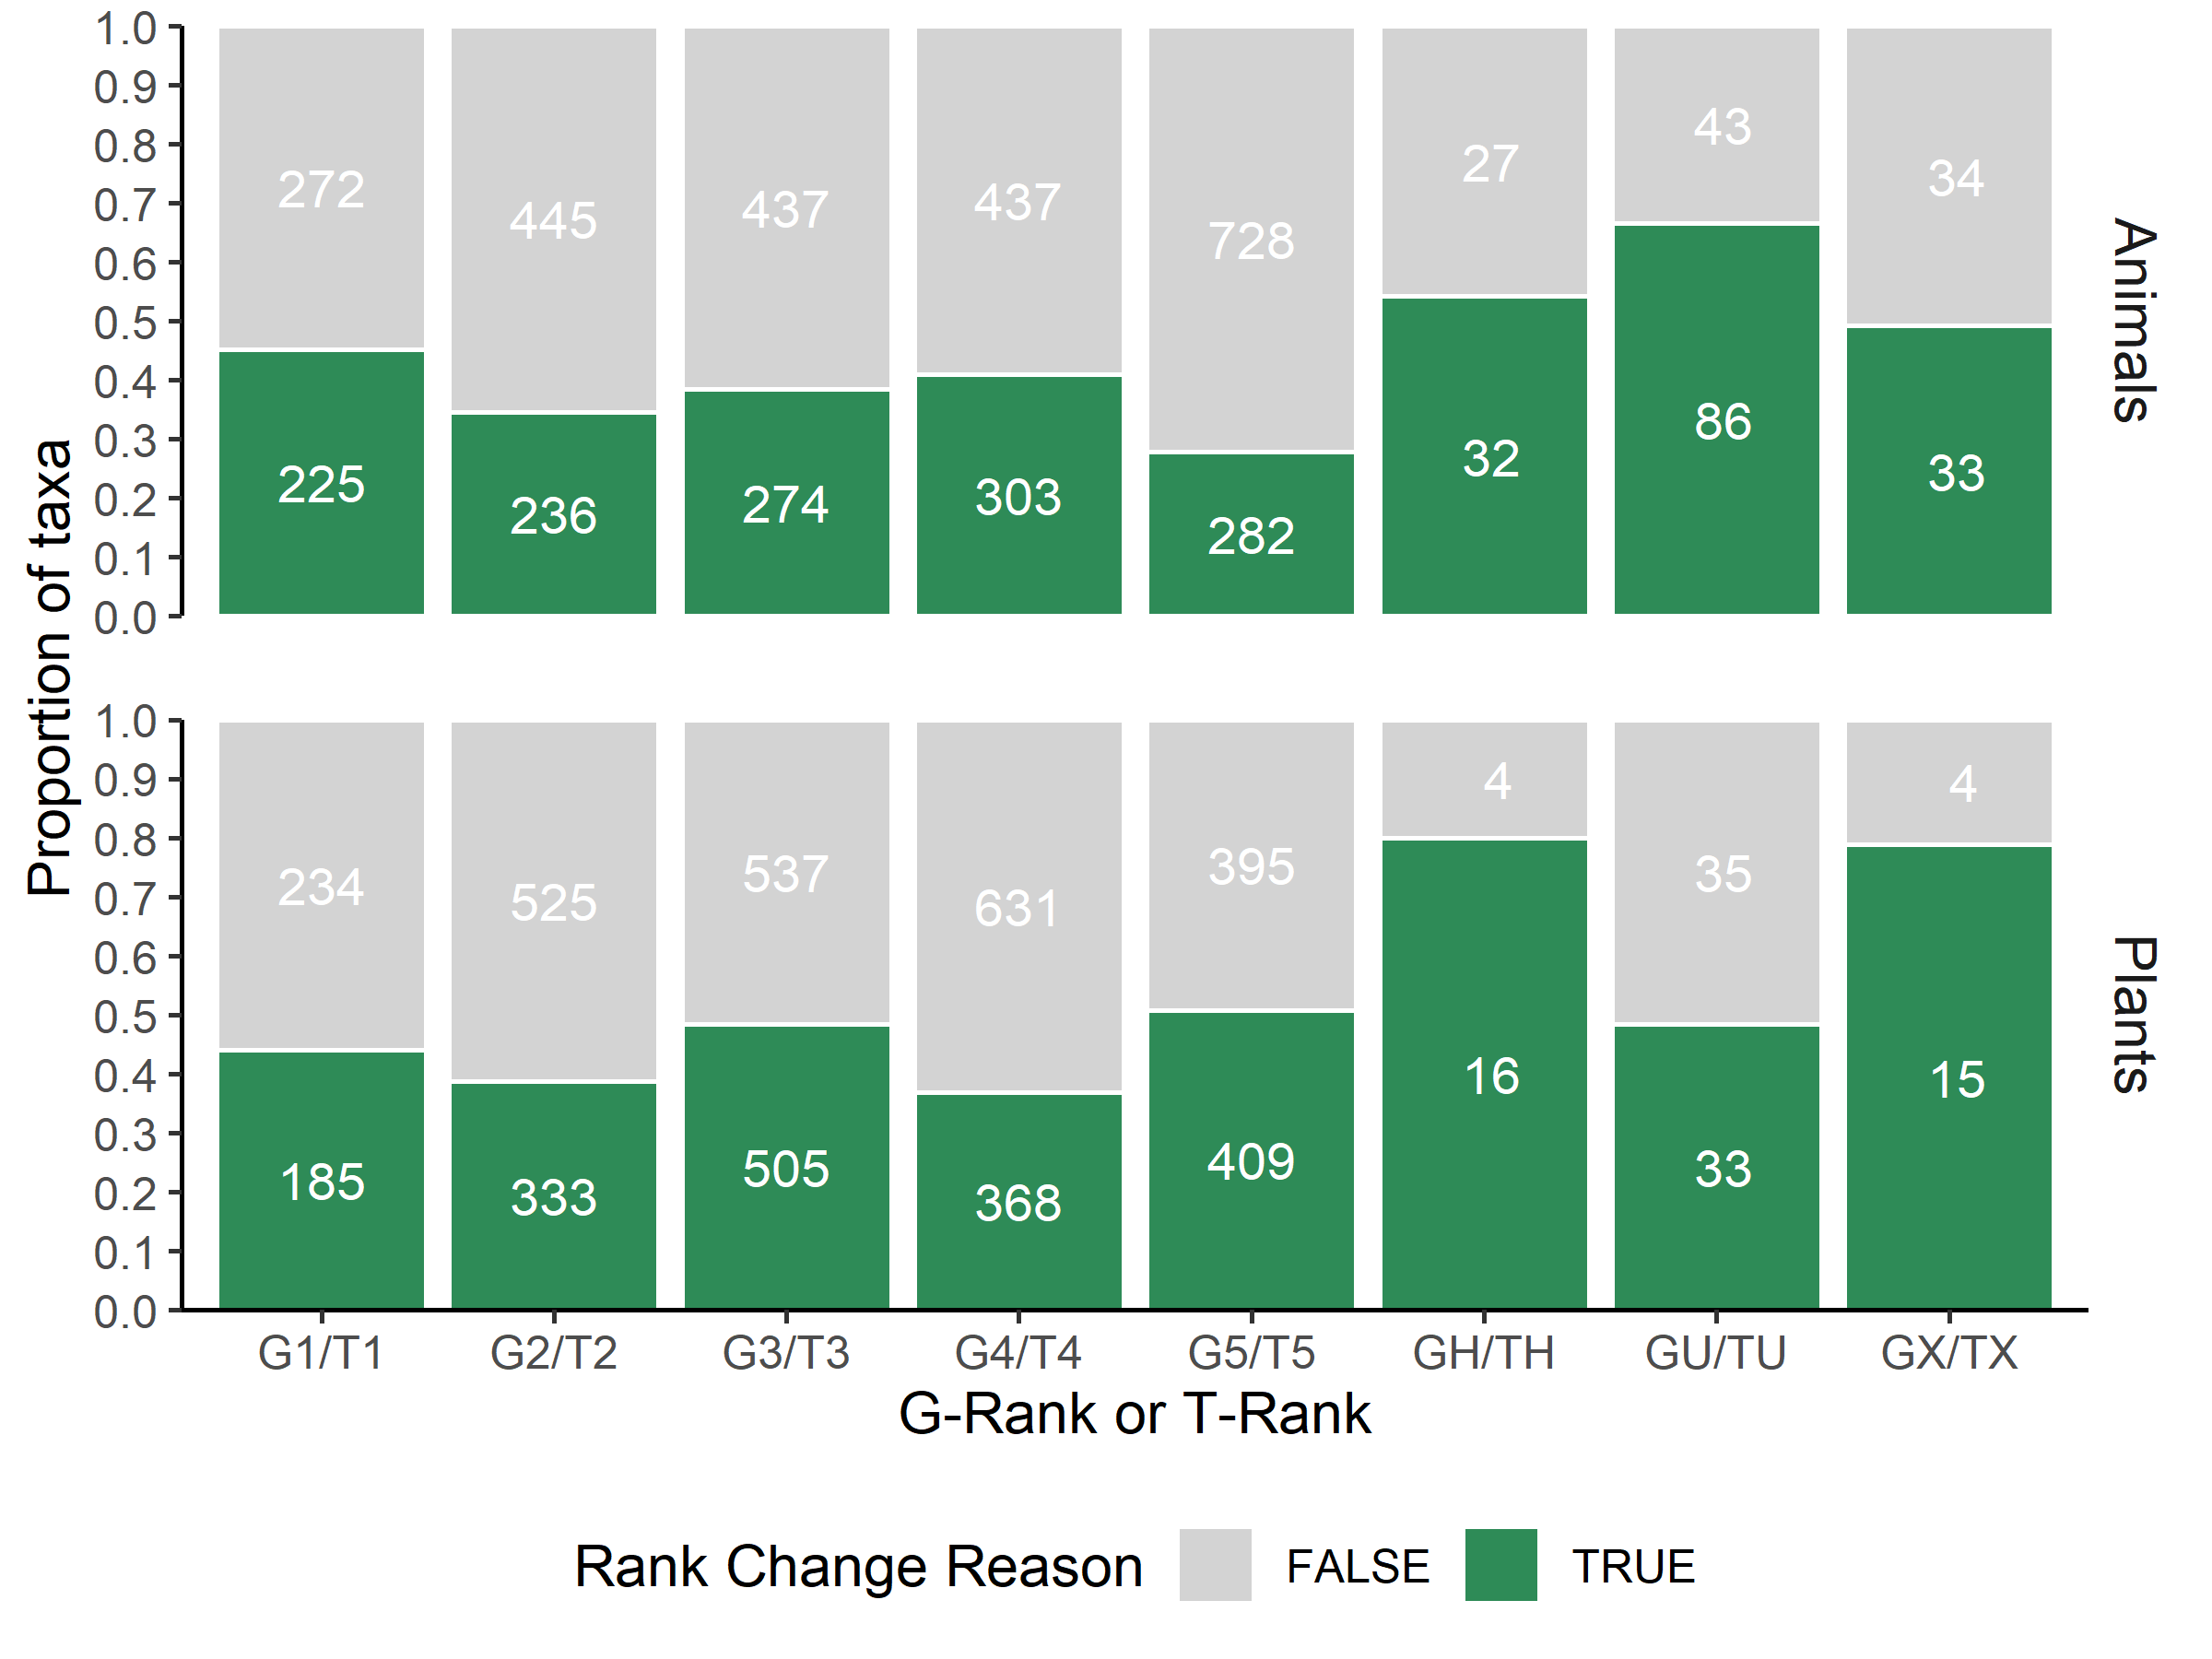 Proportion of taxa
1.0
0.9
0.8
0.7
0.6
0.5
0.4
0.3
0.2
0.1
0.0
272 445 437 437 728 27 43 34
225 236 274 303 282 32 86 33
Animals
1.0
0.9
0.8
0.7
0.6
0.5
0.4
0.3
0.2
0.1
0.0
234 525 537 631 395 4 35 4
185 333 505 368 409 16 33 15
Plants
G1/T1 G2/T2 G3/T3 G4/T4 G5/T5 GH/TH GU/TU GX/TX
G-Rank or T-Rank
Rank Change Reason FALSE TRUE